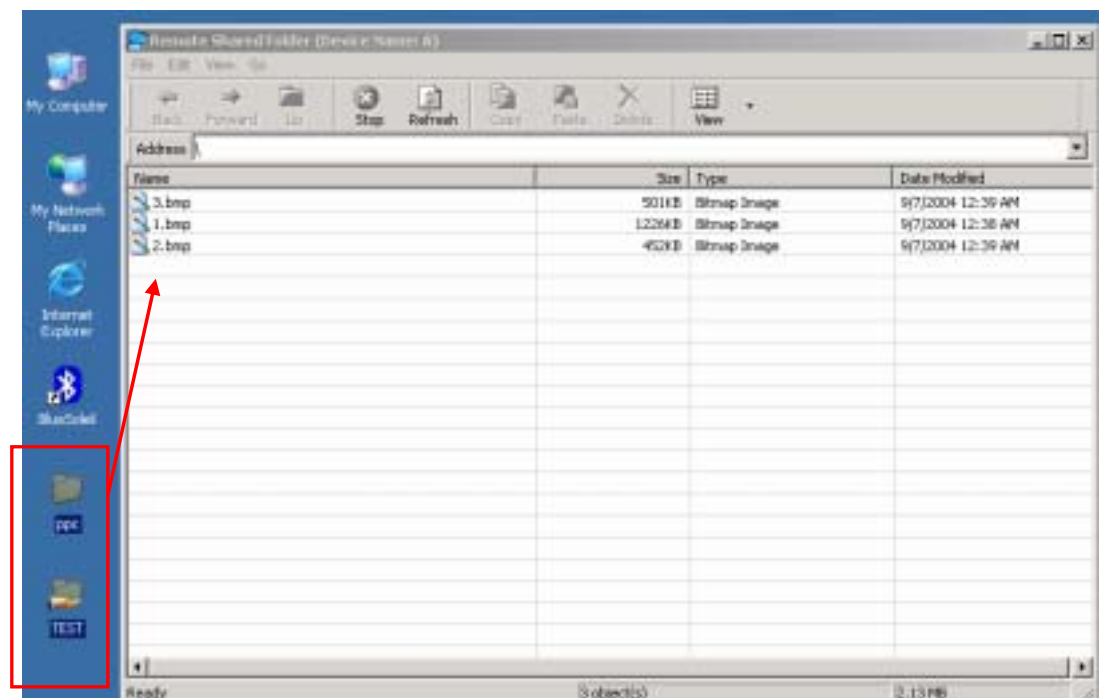 Remote Shared Folder (Device Name: A)
File Edit View Go
My Computer
Back Forward Up Stop Refresh Copy Paste Delete View
Address \
Name Size Type Date Modified
3.bmp 501KB Bitmap Image 9/7/2004 12:39 AM
1.bmp 1226KB Bitmap Image 9/7/2004 12:38 AM
2.bmp 452KB Bitmap Image 9/7/2004 12:39 AM
My Network
Places
Internet
Explorer
BlueSoleil
ppc
TEST
Ready 3 object(s) 2.13MB